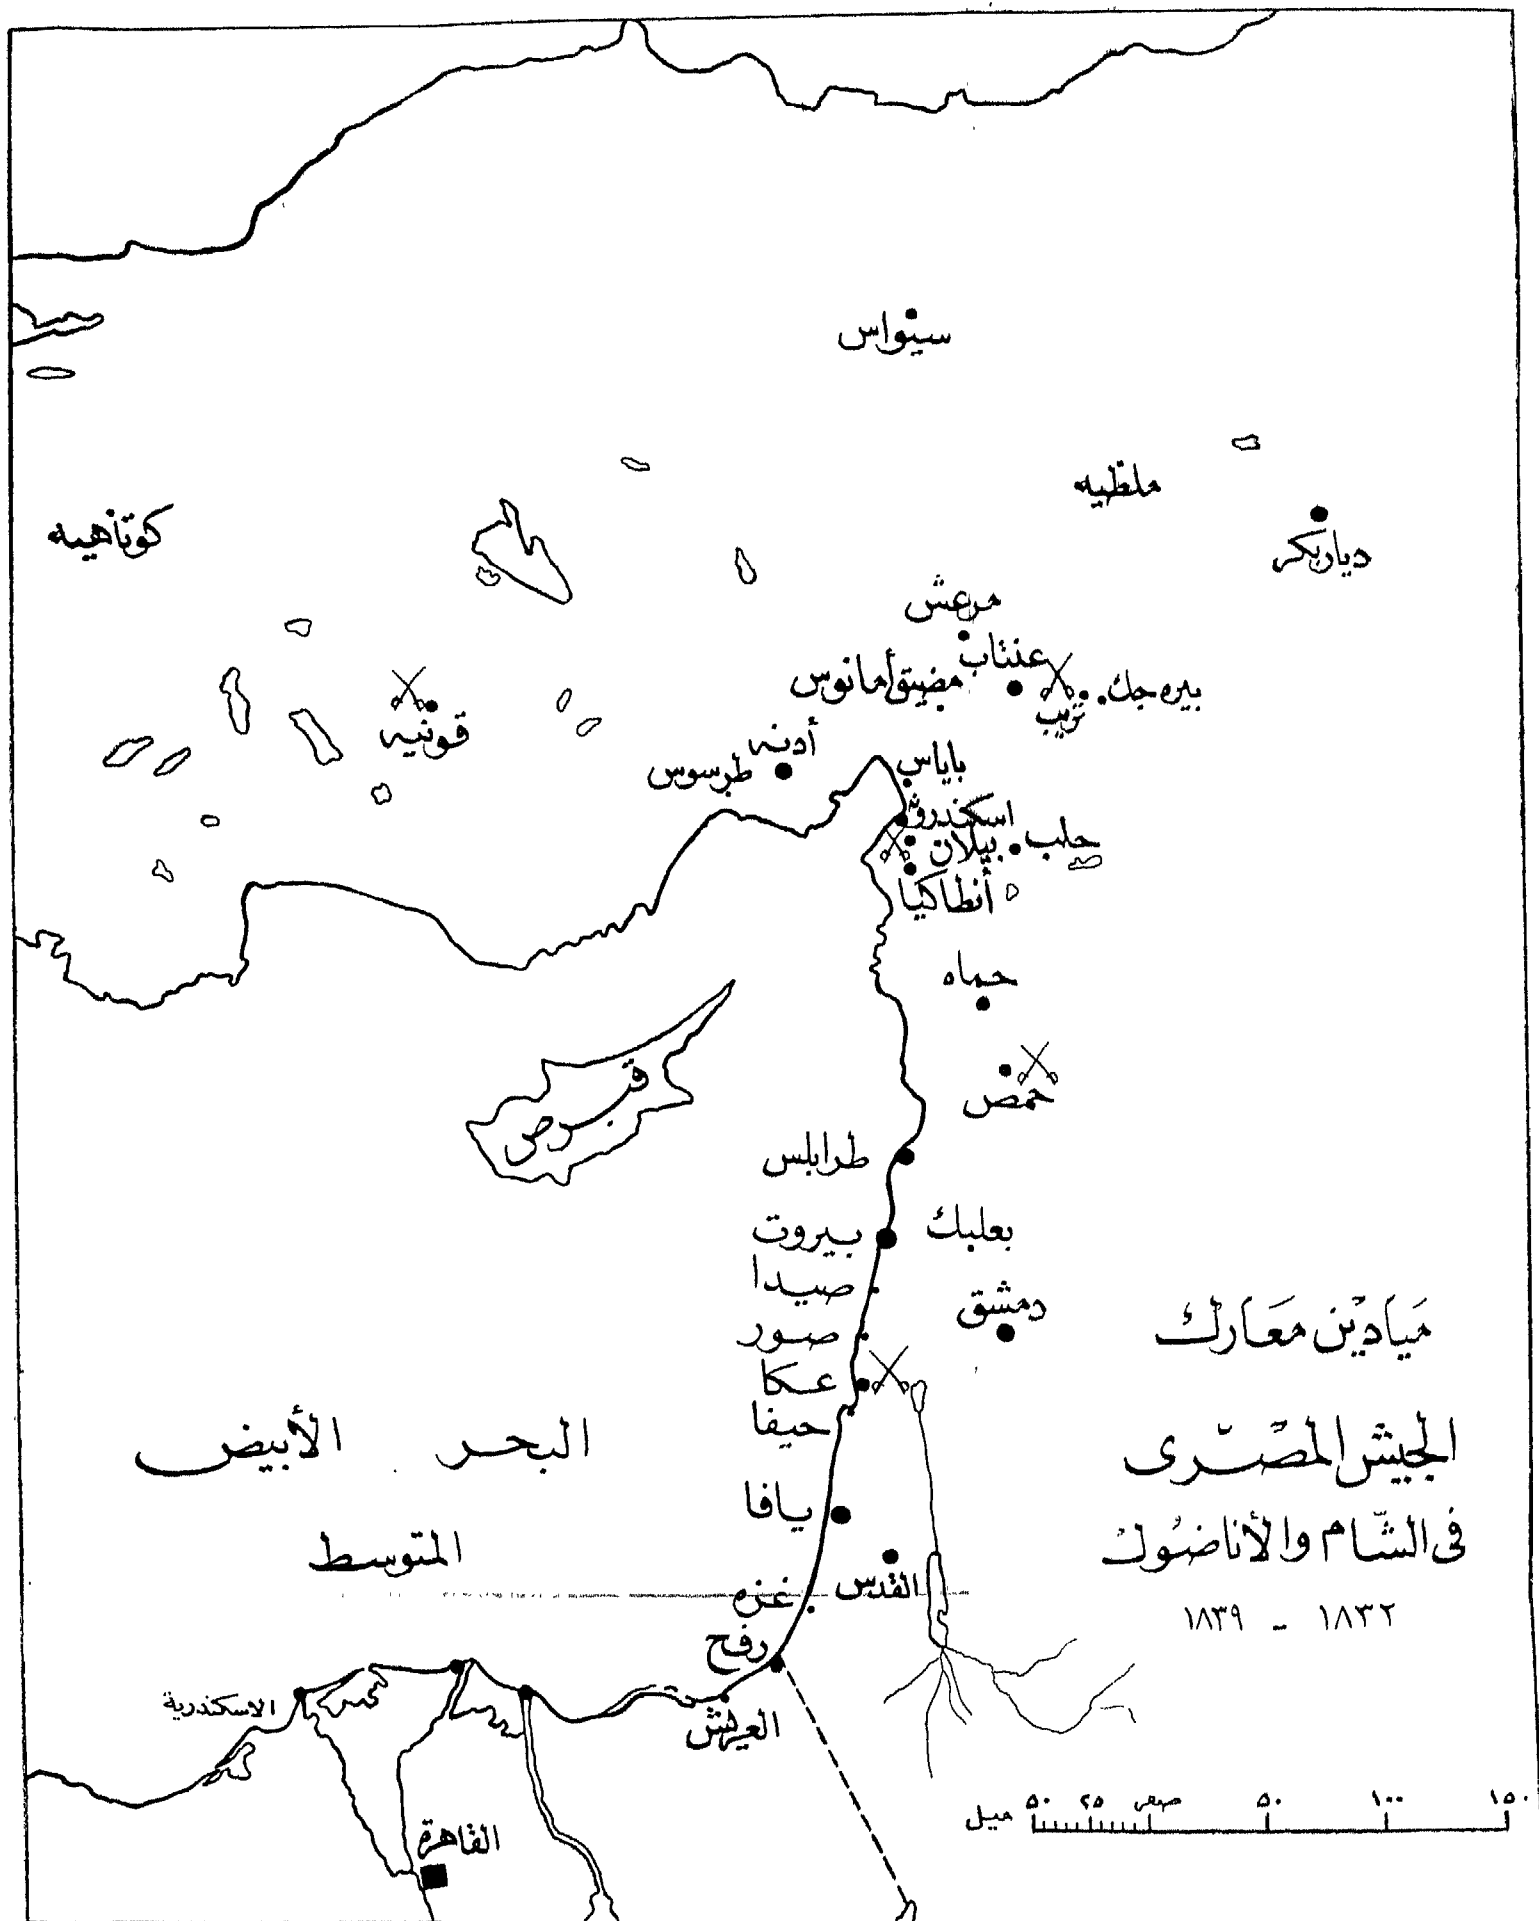 سيواس
ملطيه
ديار بكر
كوتاهيه
مرعش
عنتاب
مضيق أمانوس
بيره جك
نزيب
قونيه
أدنه
طرسوس
باياس
اسكندرونه
بيلان
حلب
أنطاكيا
حماه
حمص
قبرص
طرابلس
بيروت
بعلبك
صيدا
دمشق
صور
عكا
حيفا
يافا
القدس
غزه
رفح
العريش
الاسكندرية
القاهرة
البحر الأبيض
المتوسط
ميادين معارك
الجيش المصرى
فى الشام والأناضول
١٨٣٢ - ١٨٣٩
ميل ٥٠ ٢٥ صفر ٥٠ ١٠٠ ١٥٠